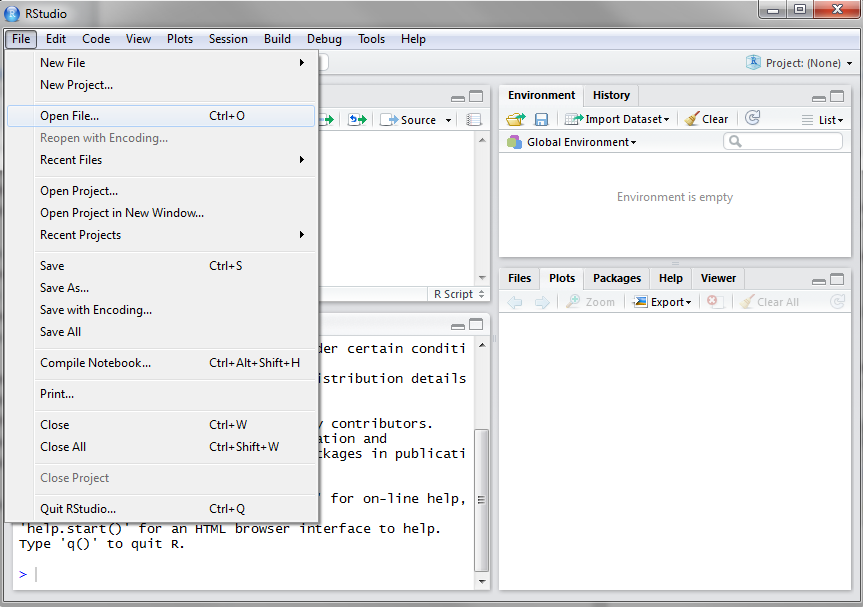 RStudio
File Edit Code View Plots Session Build Debug Tools Help
New File
New Project...
Open File... Ctrl+O
Reopen with Encoding...
Recent Files
Open Project...
Open Project in New Window...
Recent Projects
Save Ctrl+S
Save As...
Save with Encoding...
Save All
Compile Notebook... Ctrl+Alt+Shift+H
Print...
Close Ctrl+W
Close All Ctrl+Shift+W
Close Project
Quit RStudio... Ctrl+Q
Source
R Script
der certain conditi
istribution details
contributors.
ation and
ckages in publicati
' for on-line help,
'help.start()' for an HTML browser interface to help.
Type 'q()' to quit R.
>
Project: (None)
Environment History
Import Dataset Clear List
Global Environment
Environment is empty
Files Plots Packages Help Viewer
Zoom Export Clear All